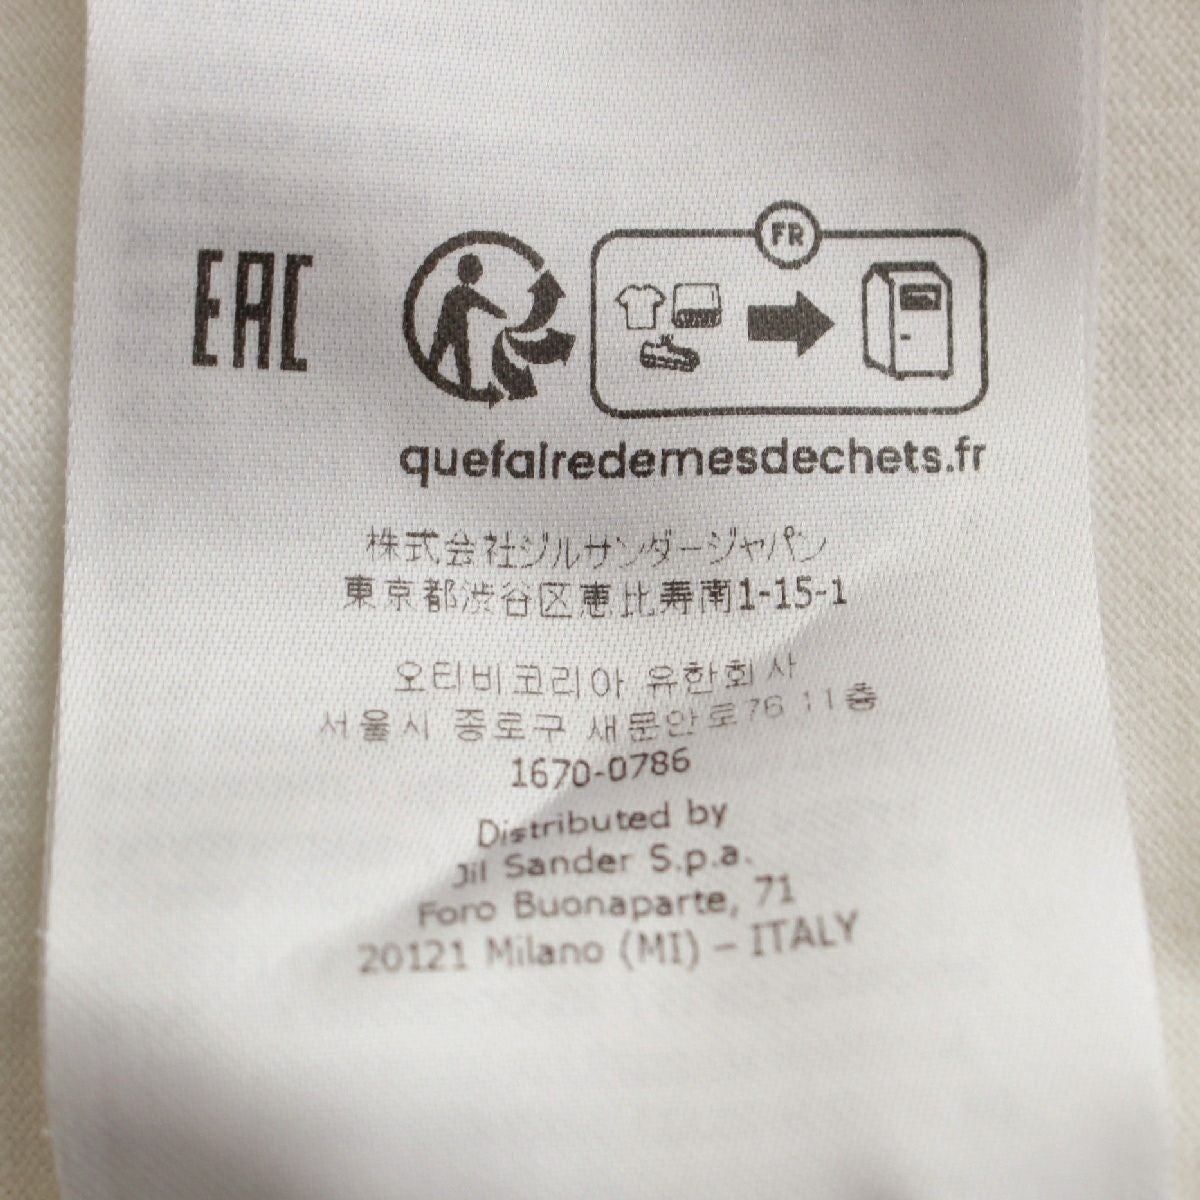 EAC
FR
quefairedemesdechets.fr
株式会社ジルサンダージャパン
東京都渋谷区恵比寿南1-15-1
오티비코리아 유한회사
서울시 종로구 새문안로76 11층
1670-0786
Distributed by
Jil Sander S.p.a.
Foro Buonaparte, 71
20121 Milano (MI) – ITALY